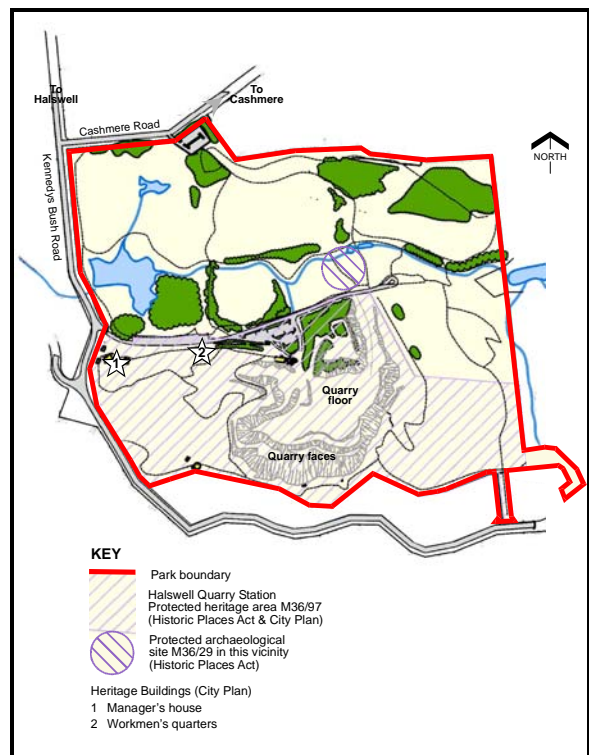 To
Halswell
To
Cashmere
Cashmere Road
Kennedys Bush Road
NORTH
1
2
Quarry
floor
Quarry faces
KEY
Park boundary
Halswell Quarry Station
Protected heritage area M36/97
(Historic Places Act & City Plan)
Protected archaeological
site M36/29 in this vicinity
(Historic Places Act)
Heritage Buildings (City Plan)
1 Manager's house
2 Workmen's quarters